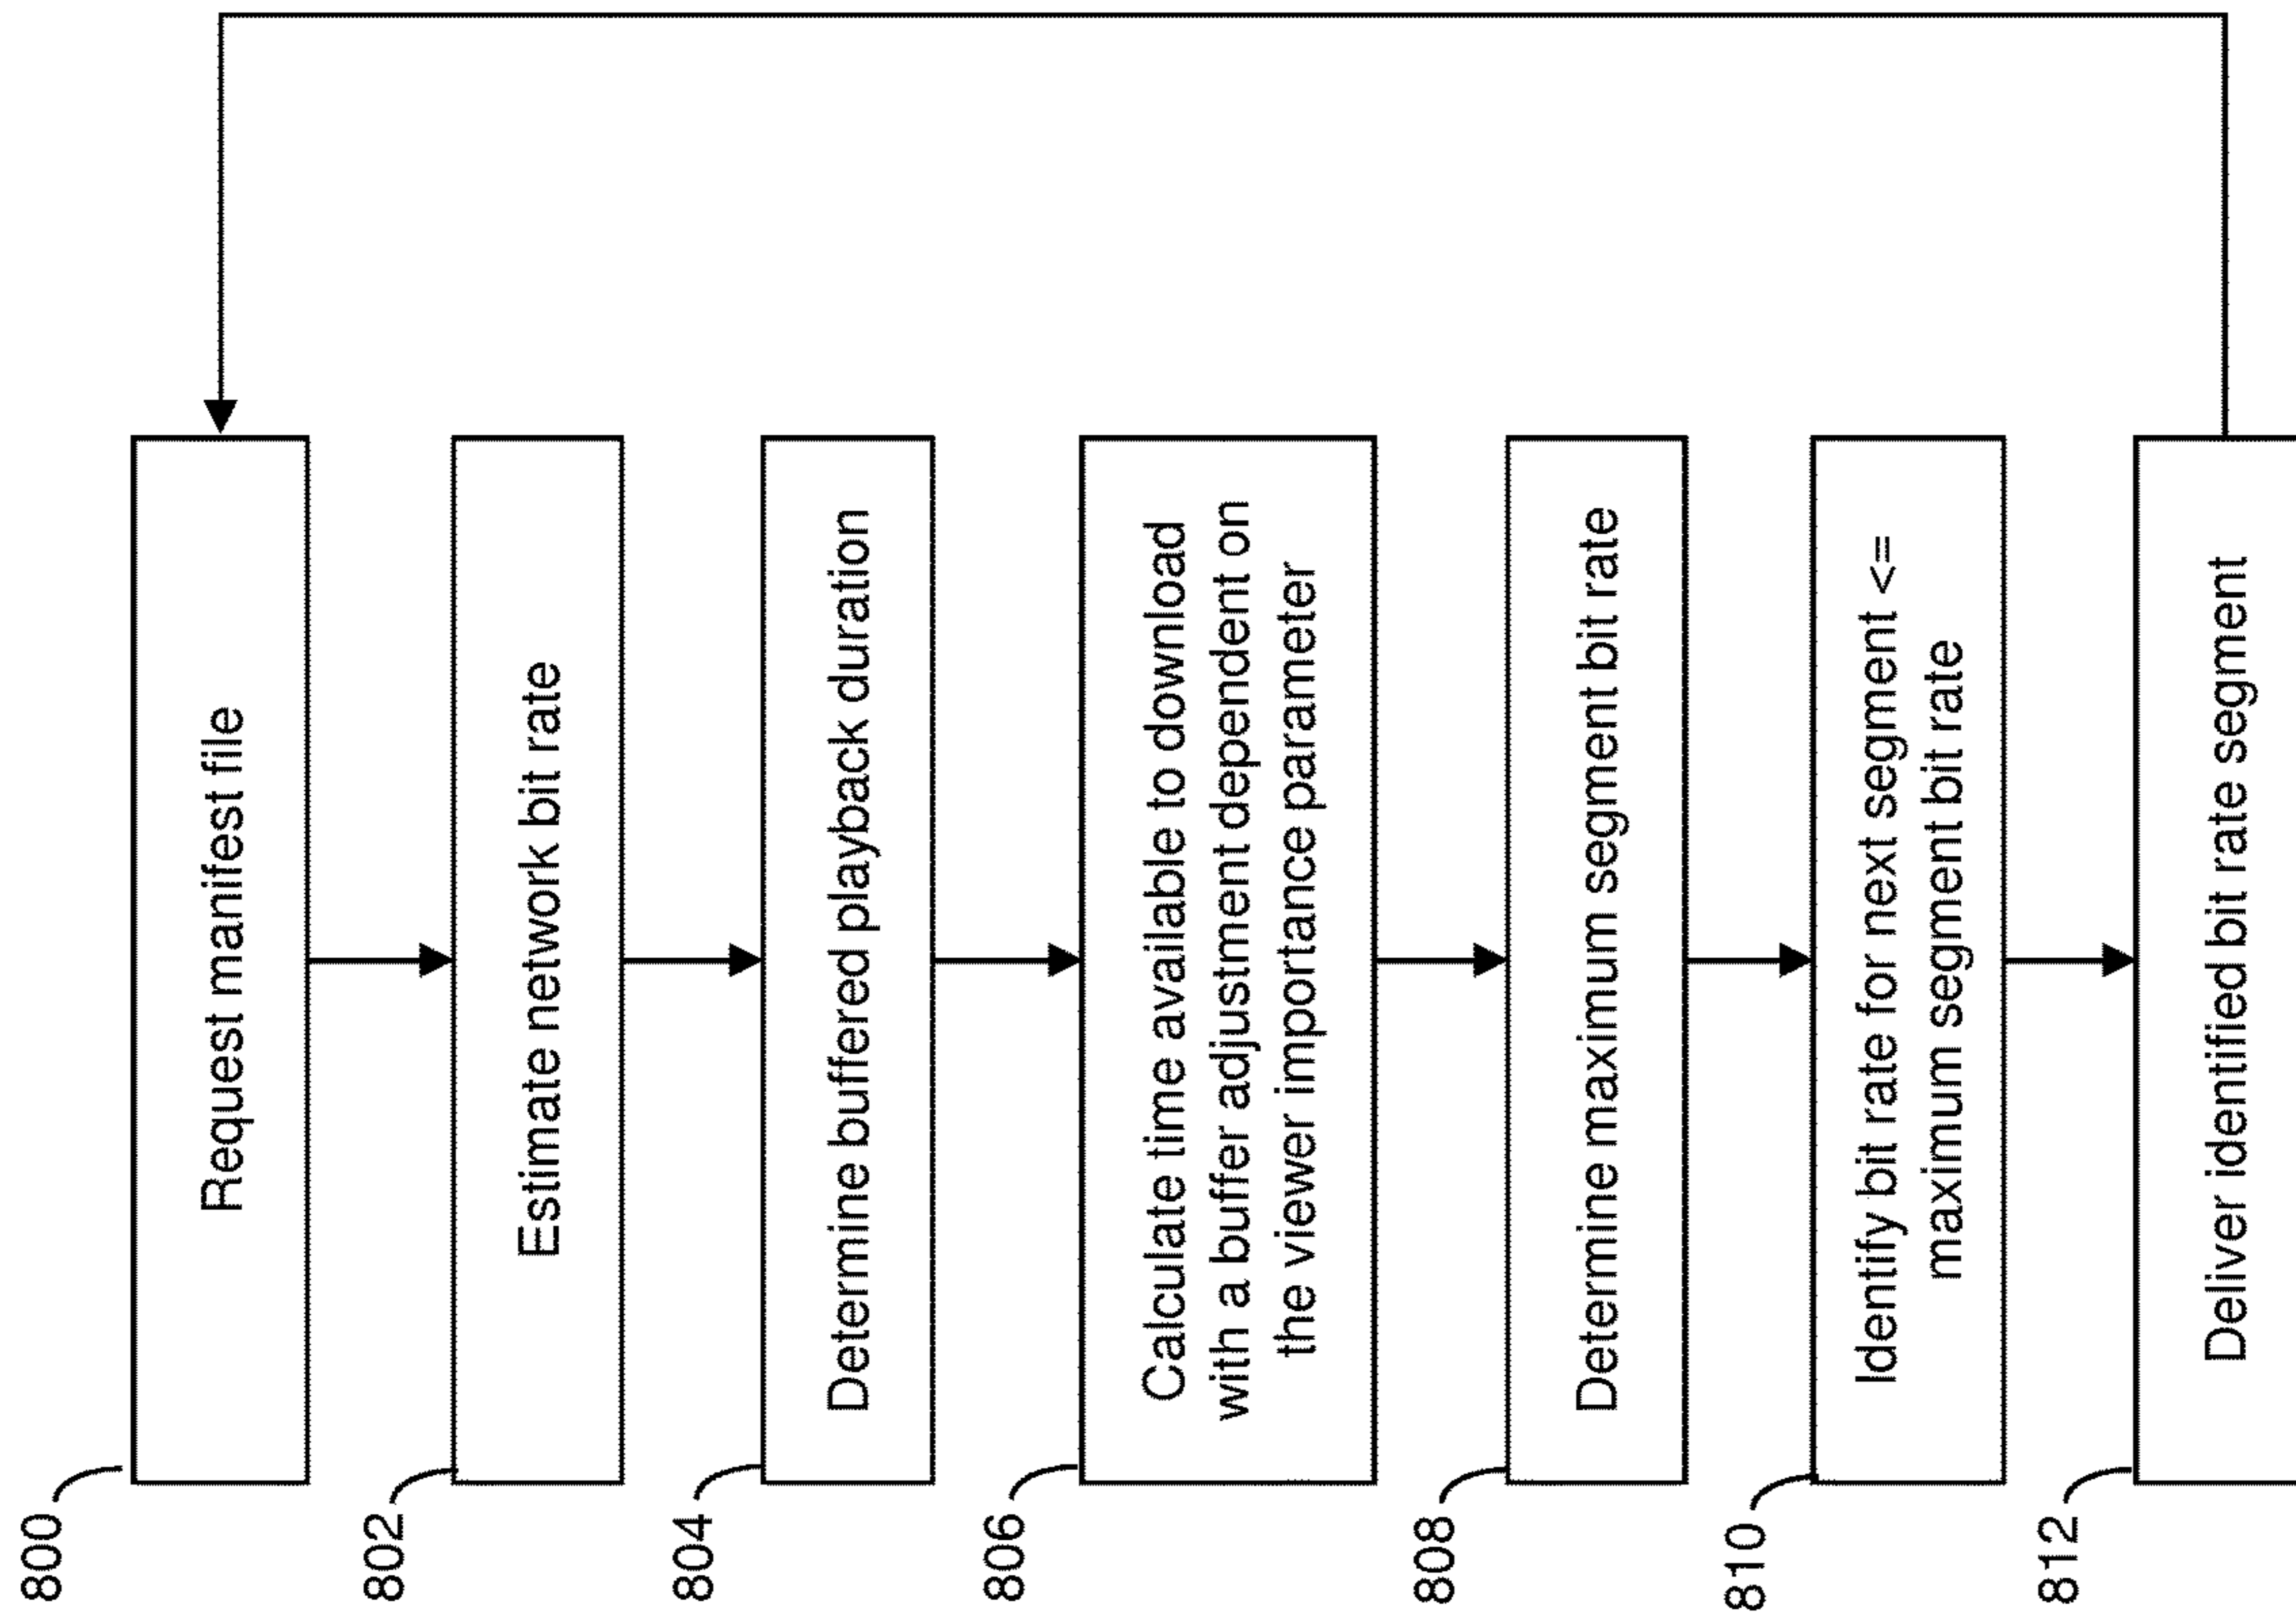 800
Request manifest file
802
Estimate network bit rate
804
Determine buffered playback duration
806
Calculate time available to download
with a buffer adjustment dependent on
the viewer importance parameter
808
Determine maximum segment bit rate
810
Identify bit rate for next segment <=
maximum segment bit rate
812
Deliver identified bit rate segment